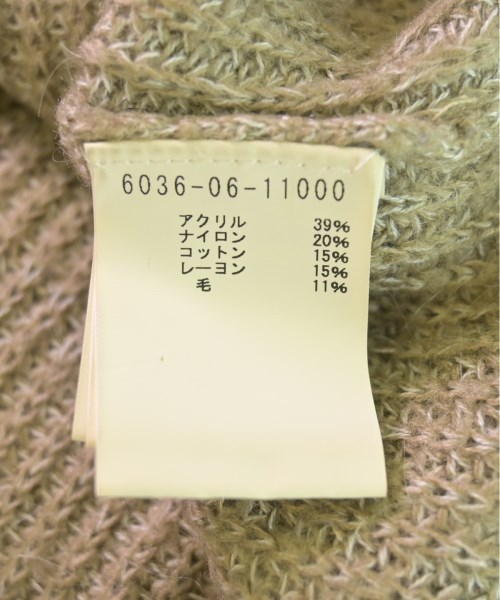 6036-06-11000
アクリル 39%
ナイロン 20%
コットン 15%
レーヨン 15%
毛 11%